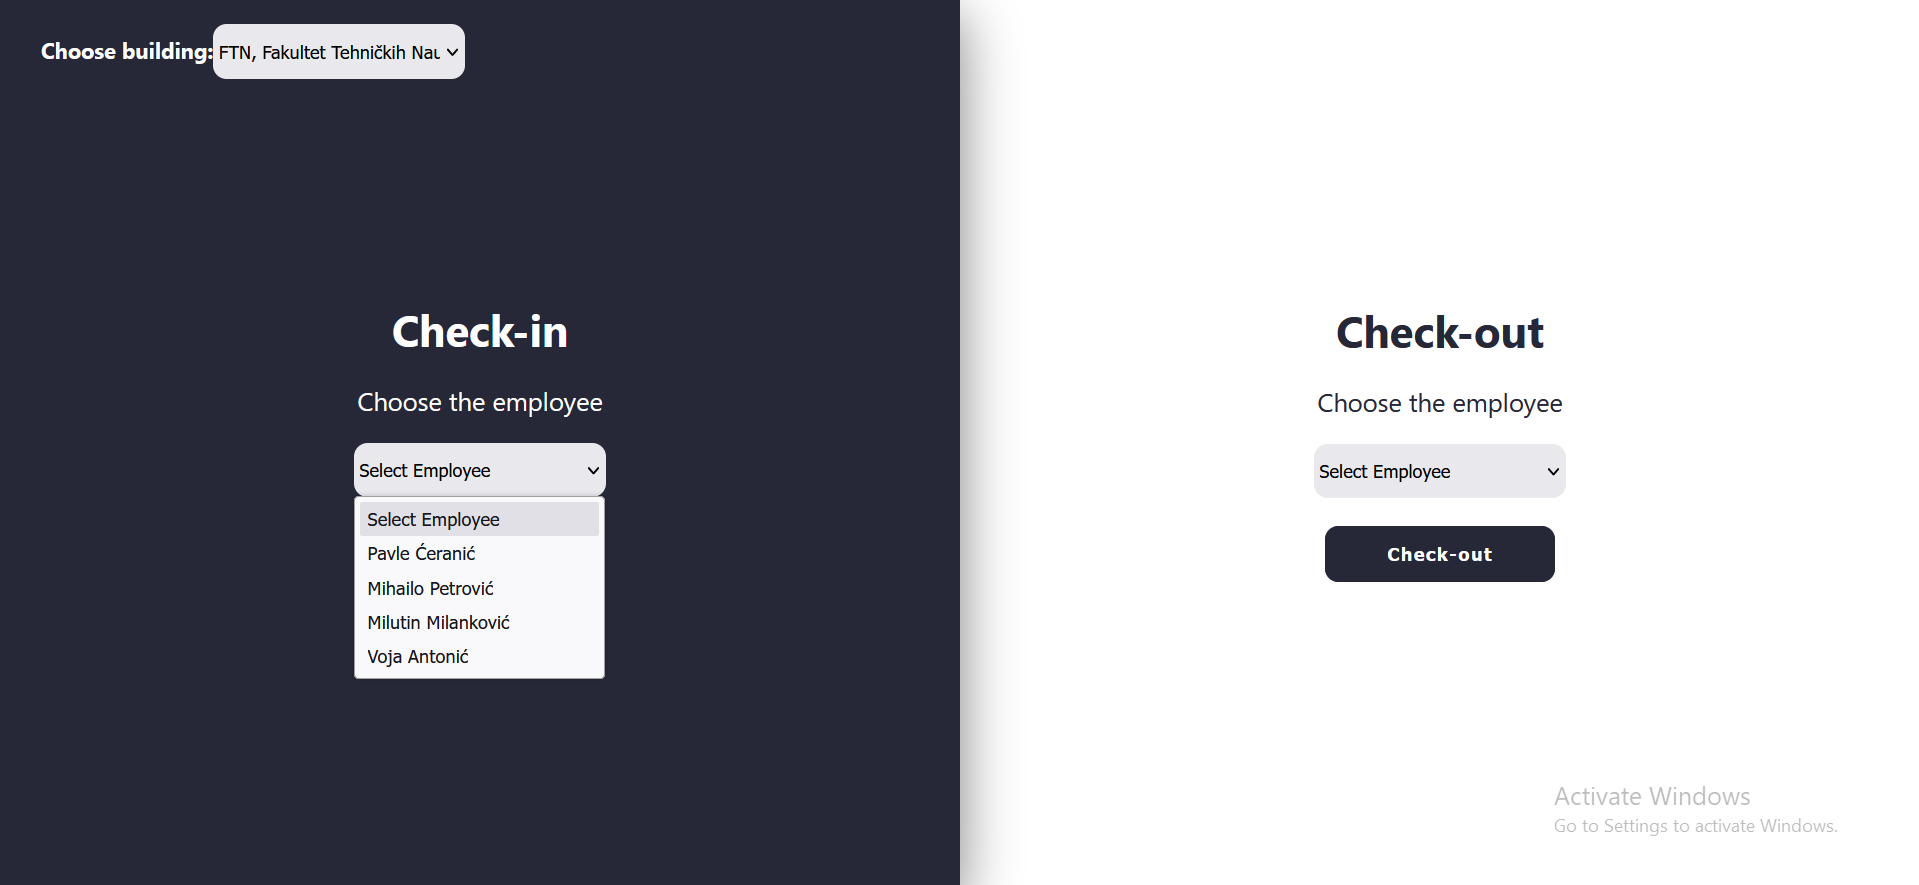 Choose building:
FTN, Fakultet Tehničkih
Check-in
Choose the employee
Select Employee
Select Employee
Pavle Ćeranić
Mihailo Petrović
Milutin Milanković
Voja Antonić
Check-out
Choose the employee
Select Employee
Check-out
Activate Windows
Go to Settings to activate Windows.